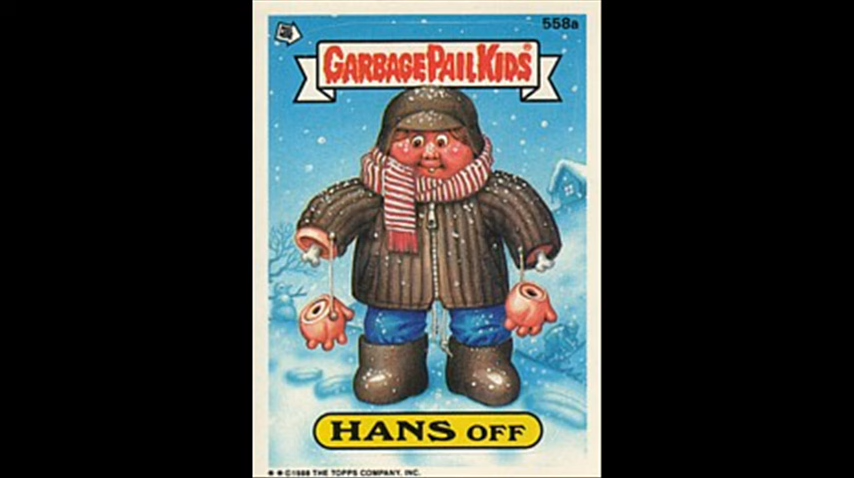 558a
GARBAGE PAIL KIDS®
HANS OFF
* * ©1988 THE TOPPS COMPANY, INC.